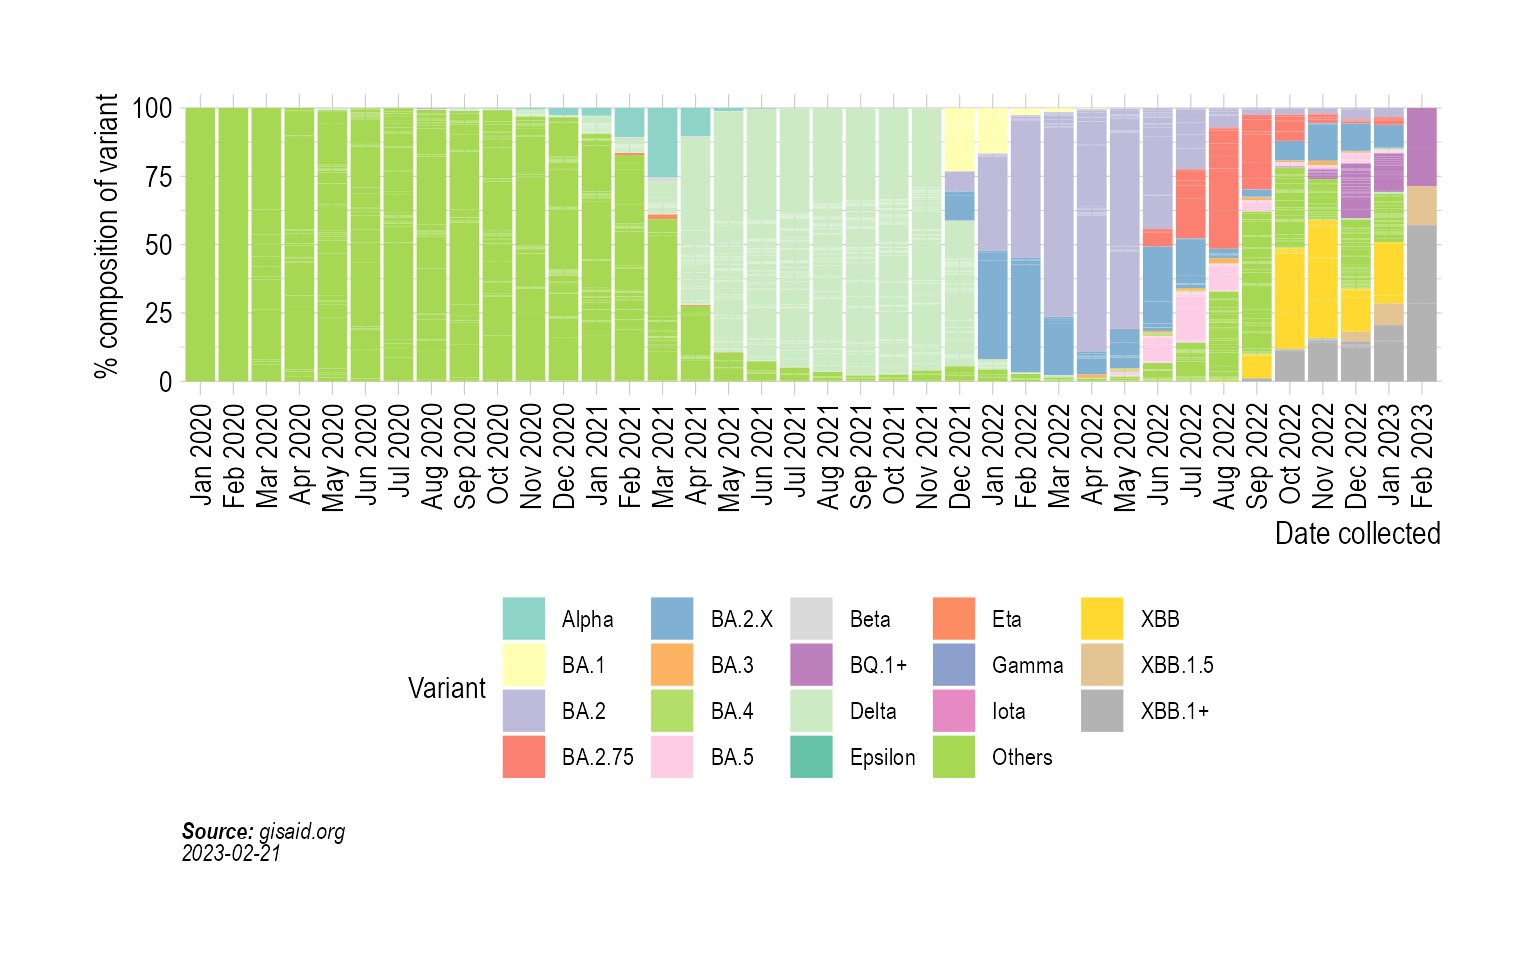 % composition of variant
100
75
50
25
0
Jan 2020
Feb 2020
Mar 2020
Apr 2020
May 2020
Jun 2020
Jul 2020
Aug 2020
Sep 2020
Oct 2020
Nov 2020
Dec 2020
Jan 2021
Feb 2021
Mar 2021
Apr 2021
May 2021
Jun 2021
Jul 2021
Aug 2021
Sep 2021
Oct 2021
Nov 2021
Dec 2021
Jan 2022
Feb 2022
Mar 2022
Apr 2022
May 2022
Jun 2022
Jul 2022
Aug 2022
Sep 2022
Oct 2022
Nov 2022
Dec 2022
Jan 2023
Feb 2023
Date collected
Variant
Alpha
BA.1
BA.2
BA.2.75
BA.2.X
BA.3
BA.4
BA.5
Beta
BQ.1+
Delta
Epsilon
Eta
Gamma
Iota
Others
XBB
XBB.1.5
XBB.1+
Source: gisaid.org
2023-02-21